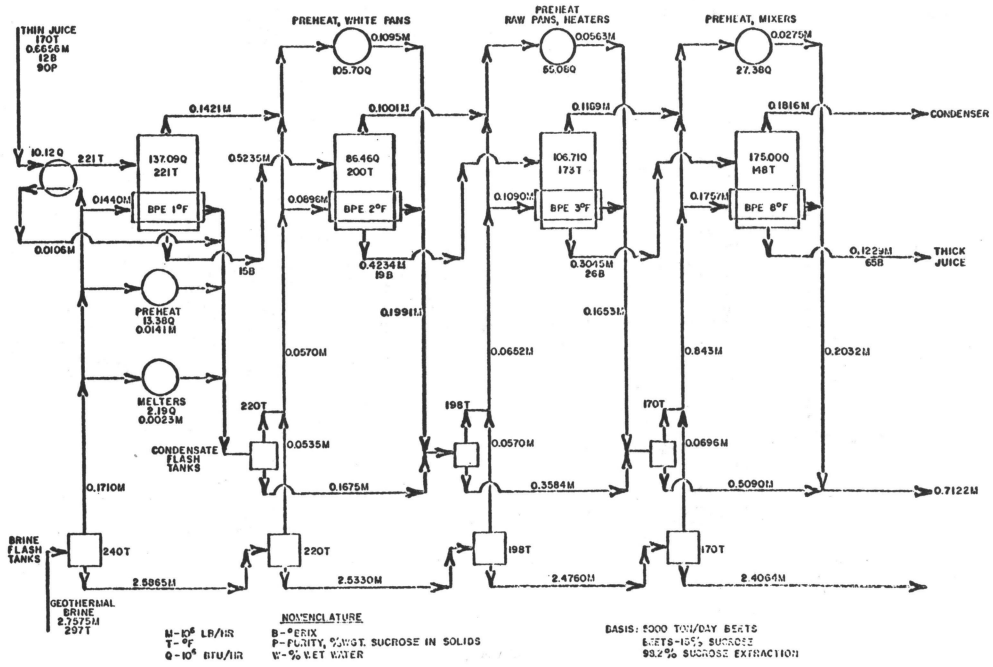 THIN JUICE
170T
0.6656M
12B
90P
PREHEAT, WHITE PANS
0.1095M
105.70Q
PREHEAT
RAW PANS, HEATERS
0.0563M
55.08Q
PREHEAT, MIXERS
0.0275M
27.38Q
0.1421M
0.1001M
0.1169M
0.1816M
CONDENSER
10.12Q
221T
137.09Q
221T
0.5235M
86.46Q
200T
106.71Q
173T
175.00Q
148T
0.1440M
BPE 1°F
0.0896M
BPE 2°F
0.1090M
BPE 3°F
0.1757M
BPE 8°F
0.0106M
15B
0.4234M
19B
0.3045M
26B
0.1229M
65B
THICK
JUICE
PREHEAT
13.38Q
0.0141M
0.1991M
0.1653M
0.0570M
0.0652M
0.843M
0.2032M
MELTERS
2.19Q
0.0023M
220T
198T
170T
CONDENSATE
FLASH
TANKS
0.0535M
0.0570M
0.0696M
0.1710M
0.1675M
0.3584M
0.5090M
0.7122M
BRINE
FLASH
TANKS
240T
220T
198T
170T
2.5865M
2.5330M
2.4760M
2.4064M
GEOTHERMAL
BRINE
2.7575M
297T
NOMENCLATURE
M-10⁶ LB/HR
B-°BRIX
T-°F
P-PURITY, %WGT. SUCROSE IN SOLIDS
Q-10⁶ BTU/HR
W-% WET WATER
BASIS: 5000 TON/DAY BEETS
BEETS-15% SUCROSE
98.2% SUCROSE EXTRACTION